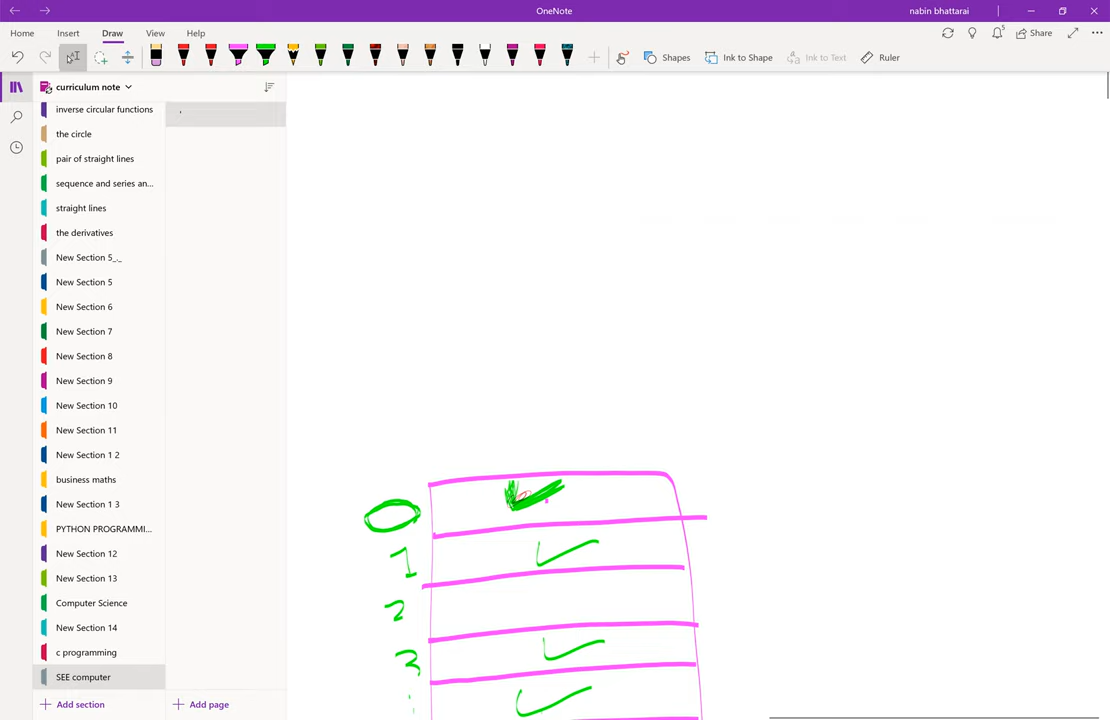 OneNote
nabin bhattarai
Home
Insert
Draw
View
Help
5
Share
AI
Shapes
Ink to Shape
Ink to Text
Ruler
curriculum note
inverse circular functions
the circle
pair of straight lines
sequence and series an...
straight lines
the derivatives
New Section 5_._
New Section 5
New Section 6
New Section 7
New Section 8
New Section 9
New Section 10
New Section 11
New Section 1 2
business maths
New Section 1 3
PYTHON PROGRAMMI...
New Section 12
New Section 13
Computer Science
New Section 14
c programming
SEE computer
Add section
Add page
0
1
2
3